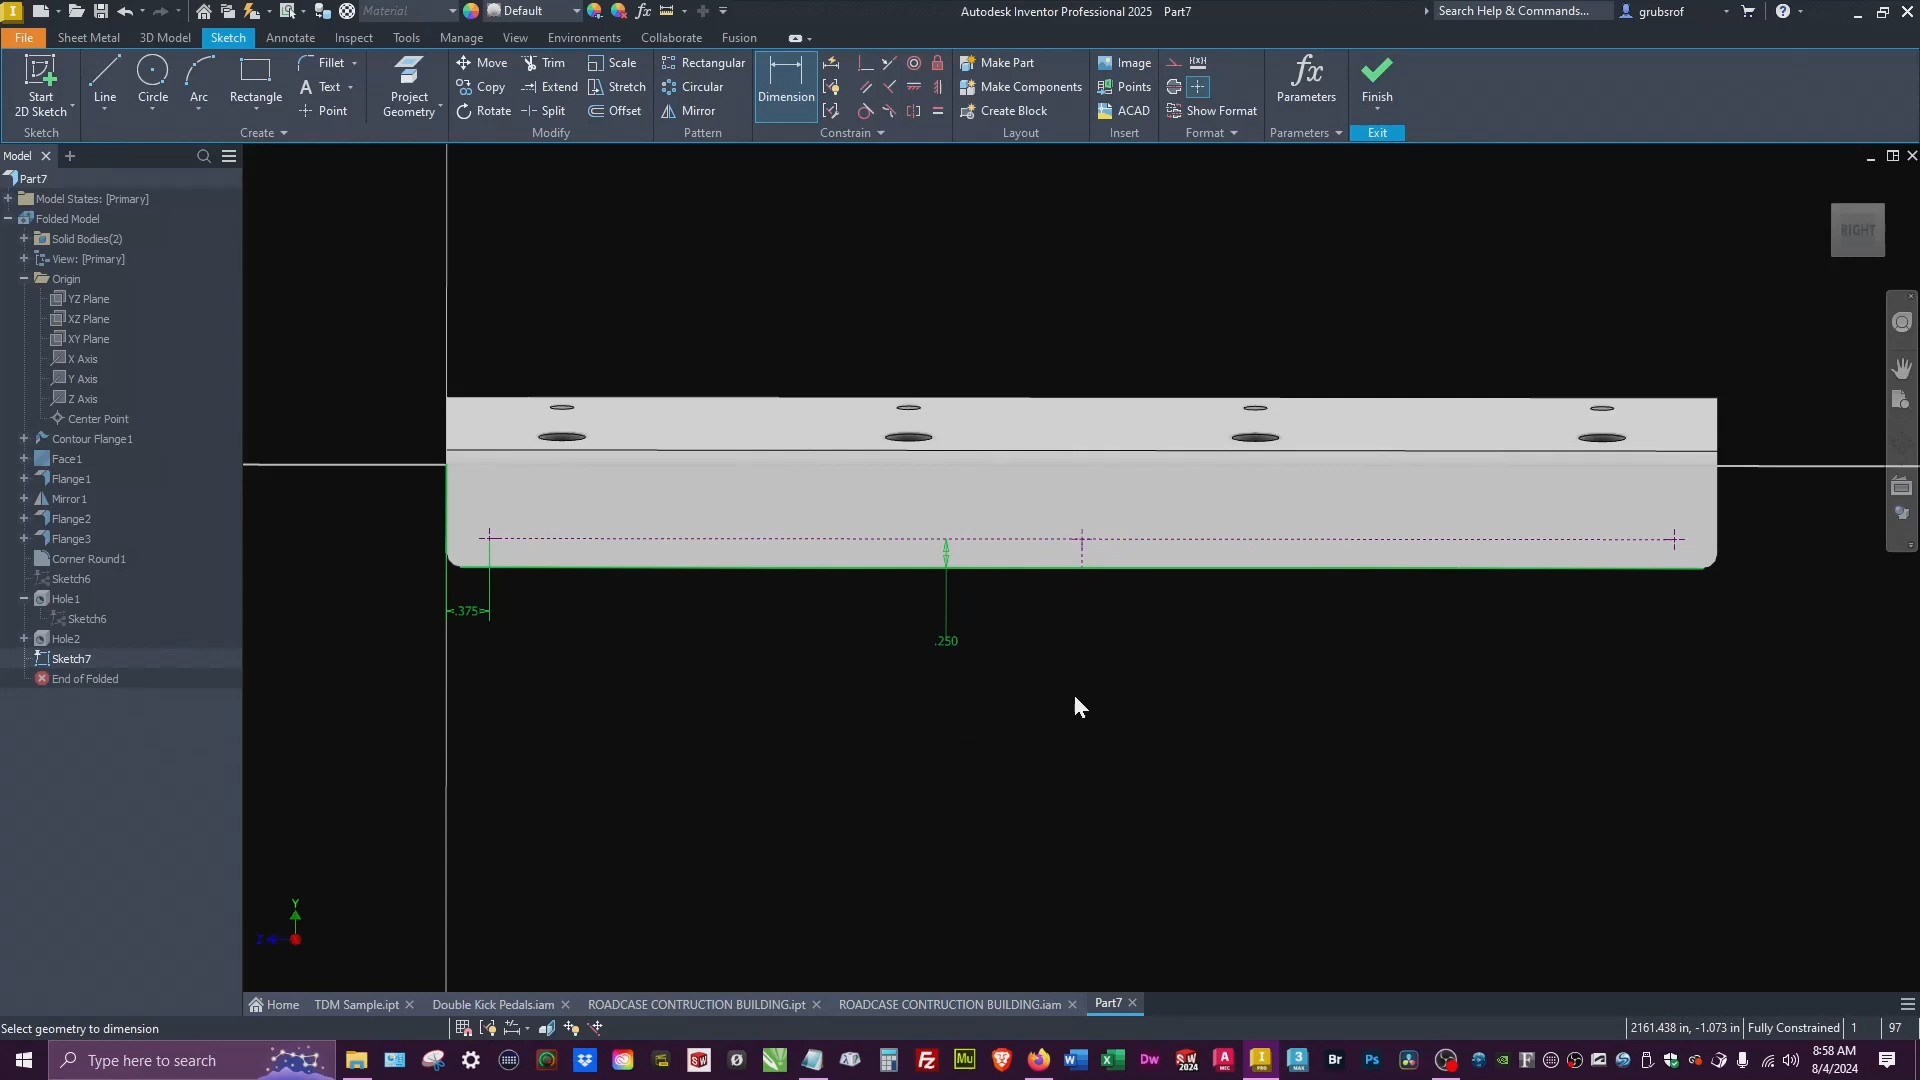 Material
Default
Autodesk Inventor Professional 2025 Part7
Search Help & Commands...
grubsrof
File Sheet Metal 3D Model Sketch Annotate Inspect Tools Manage View Environments Collaborate Fusion
Start
2D Sketch
Line
Circle
Arc
Rectangle
Fillet
Text
Point
Project
Geometry
Move
Copy
Rotate
Trim
Extend
Split
Scale
Stretch
Offset
Rectangular
Circular
Mirror
Dimension
Make Part
Make Components
Create Block
Image
Points
ACAD
Show Format
Parameters
Finish
Sketch Create Modify Pattern Constrain Layout Insert Format Parameters Exit
Model
Part7
Model States: [Primary]
Folded Model
Solid Bodies(2)
View: [Primary]
Origin
YZ Plane
XZ Plane
XY Plane
X Axis
Y Axis
Z Axis
Center Point
Contour Flange1
Face1
Flange1
Mirror1
Flange2
Flange3
Corner Round1
Sketch6
Hole1
Sketch6
Hole2
Sketch7
End of Folded
RIGHT
.375
.250
Y
Z
Home TDM Sample.ipt Double Kick Pedals.iam ROADCASE CONTRUCTION BUILDING.ipt ROADCASE CONTRUCTION BUILDING.iam Part7
Select geometry to dimension
2161.438 in, -1.073 in Fully Constrained 1 97
Type here to search
8:58 AM
8/4/2024